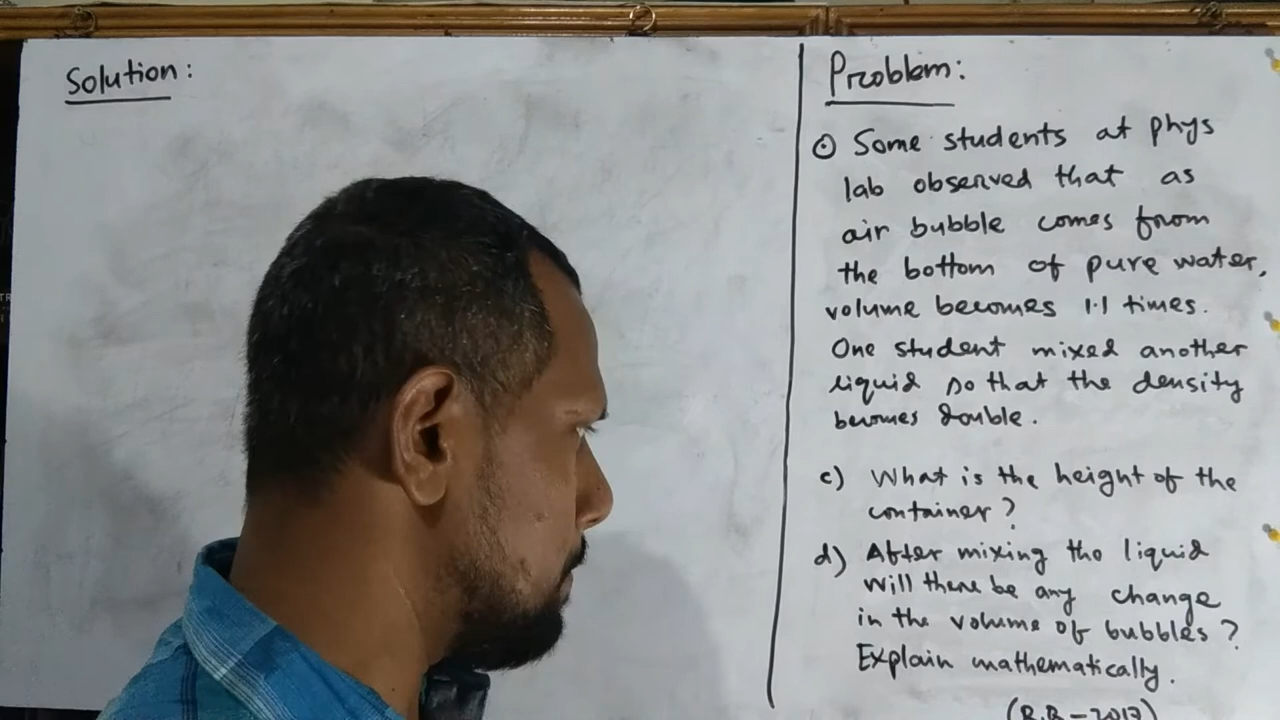 Solution:
Problem:
⊙ Some students at phys
lab observed that as
air bubble comes from
the bottom of pure water,
volume becomes 1.1 times.
One student mixed another
liquid so that the density
becomes double.
c) What is the height of the
container?
d) After mixing the liquid
will there be any change
in the volume of bubbles?
Explain mathematically.
(R.B-2017)